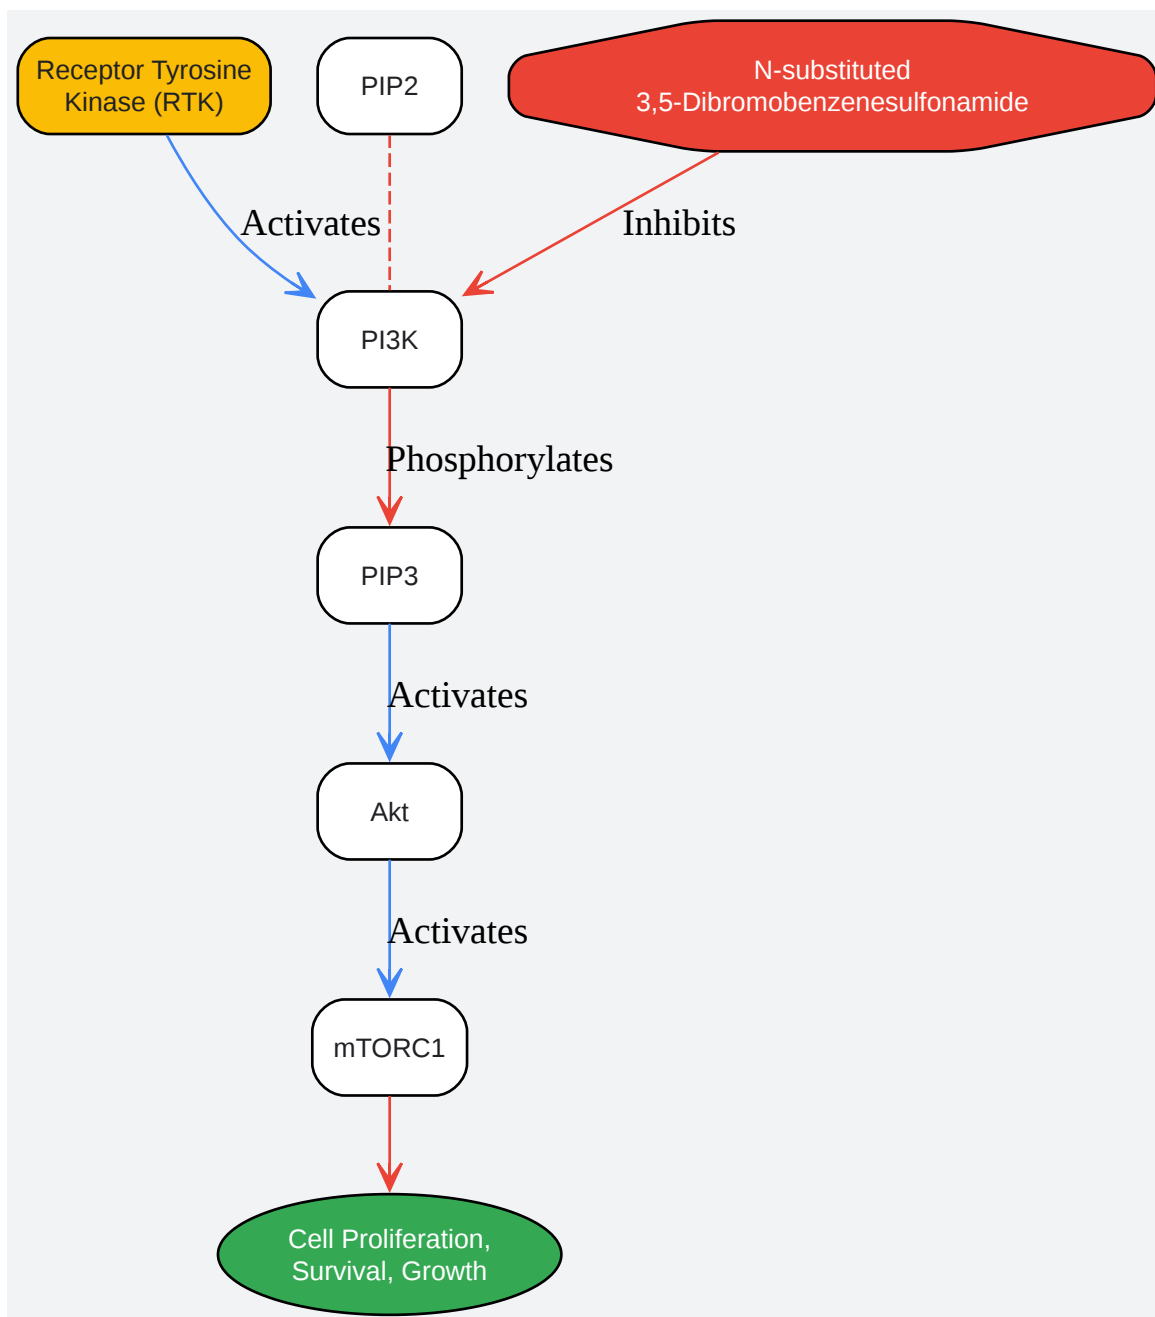 Receptor Tyrosine
Kinase (RTK)
PIP2
N-substituted
3,5-Dibromobenzenesulfonamide
Activates
Inhibits
PI3K
Phosphorylates
PIP3
Activates
Akt
Activates
mTORC1
Cell Proliferation,
Survival, Growth